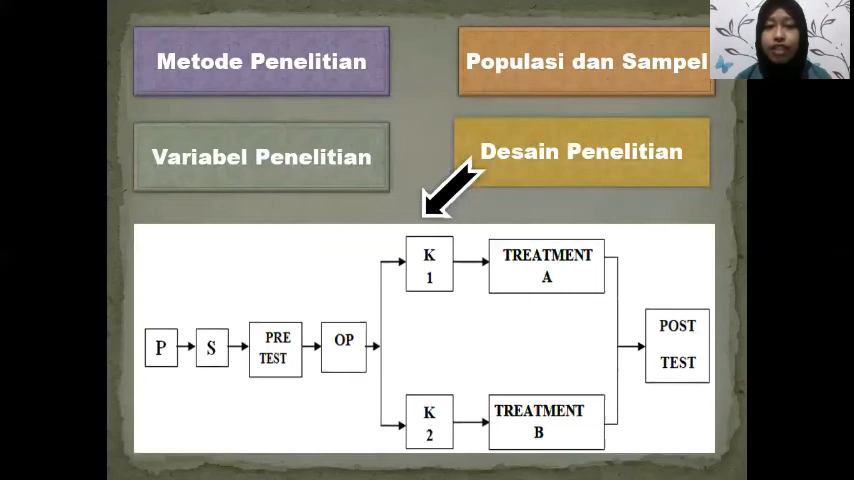 Metode Penelitian
Populasi dan Sampel
Variabel Penelitian
Desain Penelitian
P
S
PRE
TEST
OP
K
1
TREATMENT
A
K
2
TREATMENT
B
POST
TEST